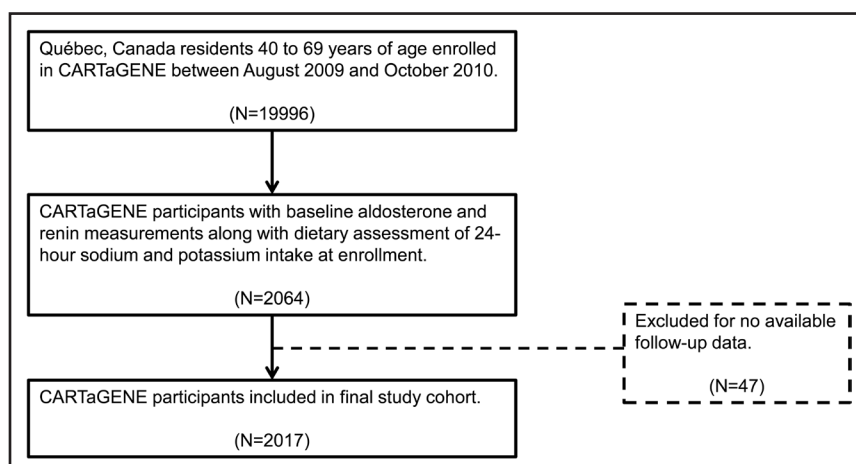 Québec, Canada residents 40 to 69 years of age enrolled
in CARTaGENE between August 2009 and October 2010.
(N=19996)
CARTaGENE participants with baseline aldosterone and
renin measurements along with dietary assessment of 24-
hour sodium and potassium intake at enrollment.
(N=2064)
Excluded for no available
follow-up data.
(N=47)
CARTaGENE participants included in final study cohort.
(N=2017)